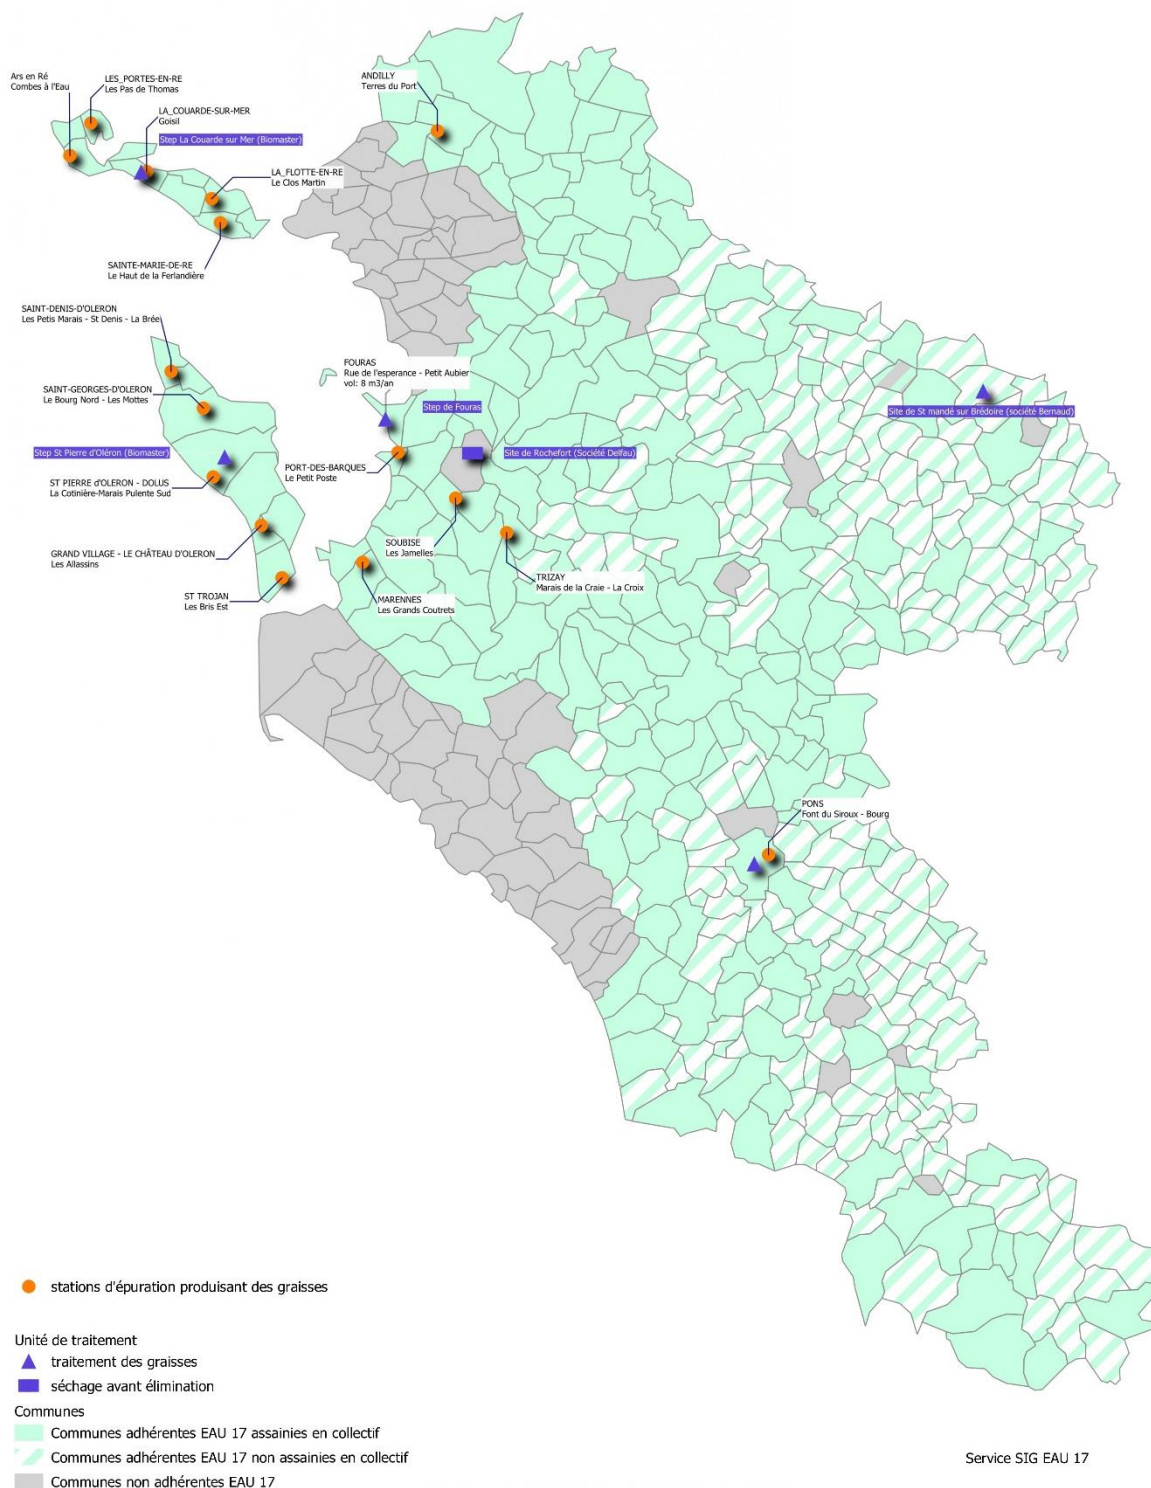 Ars en Ré
Combes à l'Eau
LES_PORTES-EN-RE
Les Pas de Thomas
LA_COUARDE-SUR-MER
Goisil
Step La Couarde sur Mer (Biomaster)
LA_FLOTTE-EN-RE
Le Clos Martin
SAINTE-MARIE-DE-RE
Le Haut de la Ferlandière
ANDILLY
Terres du Port
SAINT-DENIS-D'OLERON
Les Petis Marais - St Denis - La Brée
SAINT-GEORGES-D'OLERON
Le Bourg Nord - Les Mottes
Step St Pierre d'Oléron (Biomaster)
ST PIERRE d'OLERON - DOLUS
La Cotinière-Marais Pulente Sud
GRAND VILLAGE - LE CHÂTEAU D'OLERON
Les Allassins
ST TROJAN
Les Bris Est
FOURAS
Rue de l'esperance - Petit Aubier
vol: 8 m3/an
Step de Fouras
Site de Rochefort (Société Delfau)
PORT-DES-BARQUES
Le Petit Poste
SOUBISE
Les Jamelles
TRIZAY
Marais de la Craie - La Croix
MARENNES
Les Grands Coutrets
Site de St mandé sur Brédoire (société Bernaud)
PONS
Font du Siroux - Bourg
stations d'épuration produisant des graisses
Unité de traitement
traitement des graisses
séchage avant élimination
Communes
Communes adhérentes EAU 17 assainies en collectif
Communes adhérentes EAU 17 non assainies en collectif
Communes non adhérentes EAU 17
Service SIG EAU 17